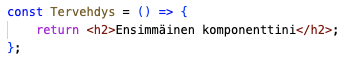 const Tervehdys = () => {
    return <h2>Ensimmäinen komponenttini</h2>;
};